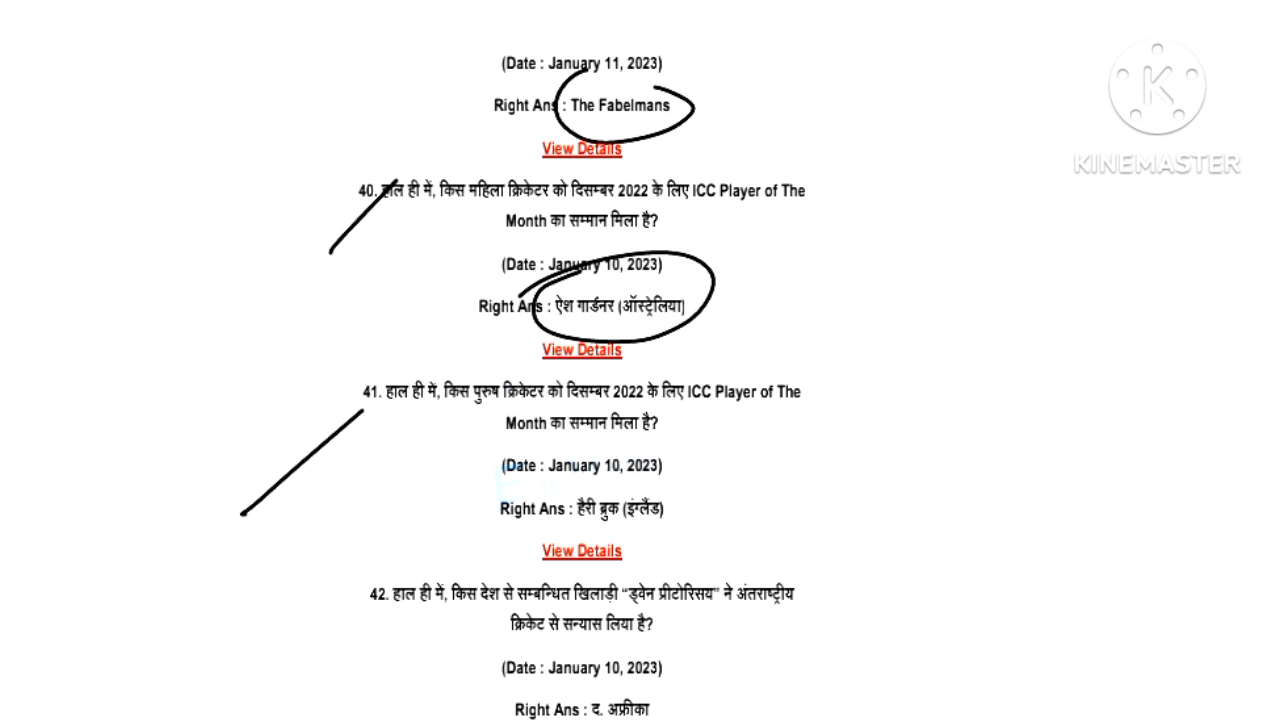 (Date : January 11, 2023)
Right Ans : The Fabelmans
View Details
KINEMASTER
40. हाल ही में, किस महिला क्रिकेटर को दिसम्बर 2022 के लिए ICC Player of The
Month का सम्मान मिला है?
(Date : January 10, 2023)
Right Ans : ऐश गार्डनर (ऑस्ट्रेलिया)
View Details
41. हाल ही में, किस पुरुष क्रिकेटर को दिसम्बर 2022 के लिए ICC Player of The
Month का सम्मान मिला है?
(Date : January 10, 2023)
Right Ans : हैरी ब्रुक (इंग्लैंड)
View Details
42. हाल ही में, किस देश से सम्बन्धित खिलाड़ी “ड्वेन प्रीटोरिसय” ने अंतराष्ट्रीय
क्रिकेट से सन्यास लिया है?
(Date : January 10, 2023)
Right Ans : द. अफ्रीका